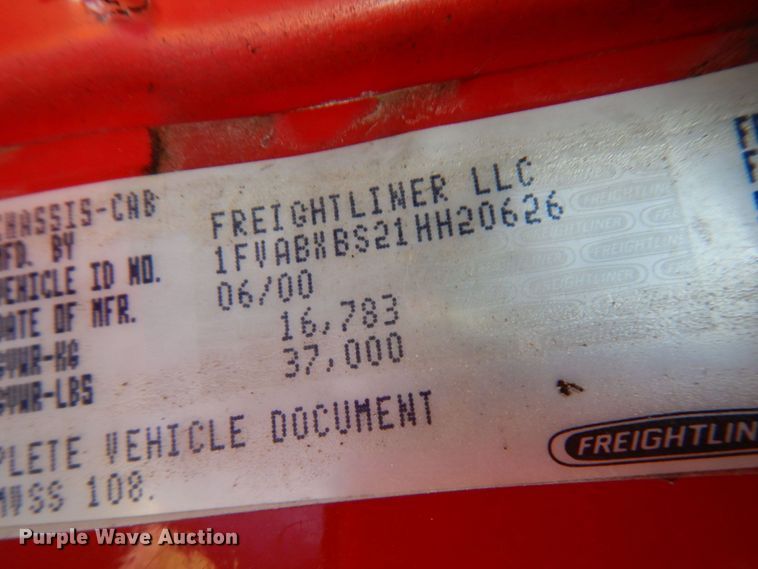 CHASSIS-CAB
MFD. BY FREIGHTLINER LLC
VEHICLE ID NO. 1FVABXBS21HH20626
DATE OF MFR. 06/00
GVWR-KG 16,783
GVWR-LBS 37,000
PLETE VEHICLE DOCUMENT
MVSS 108.
FREIGHTLIN
Purple Wave Auction